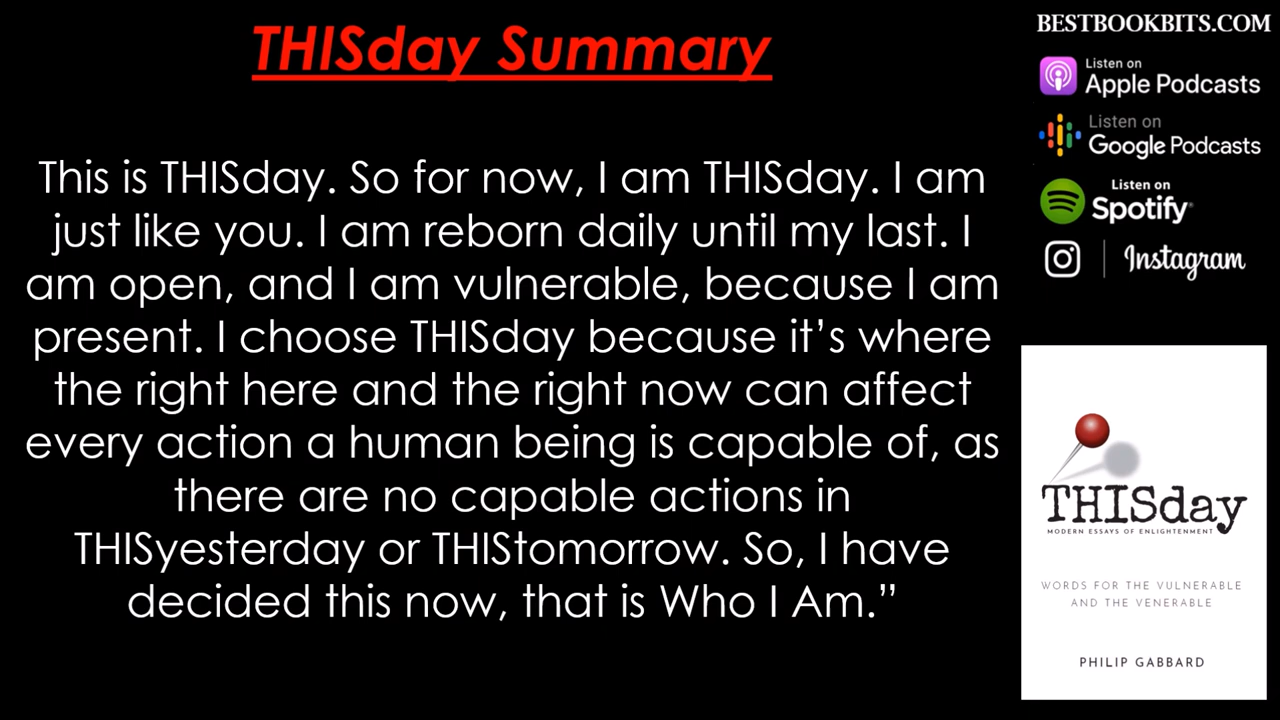 THISday Summary
This is THISday. So for now, I am THISday. I am
just like you. I am reborn daily until my last. I
am open, and I am vulnerable, because I am
present. I choose THISday because it’s where
the right here and the right now can affect
every action a human being is capable of, as
there are no capable actions in
THISyesterday or THIStomorrow. So, I have
decided this now, that is Who I Am.”
BESTBOOKBITS.COM
Listen on
Apple Podcasts
Listen on
Google Podcasts
Listen on
Spotify
Instagram
THISday
MODERN ESSAYS OF ENLIGHTENMENT
WORDS FOR THE VULNERABLE
AND THE VENERABLE
PHILIP GABBARD